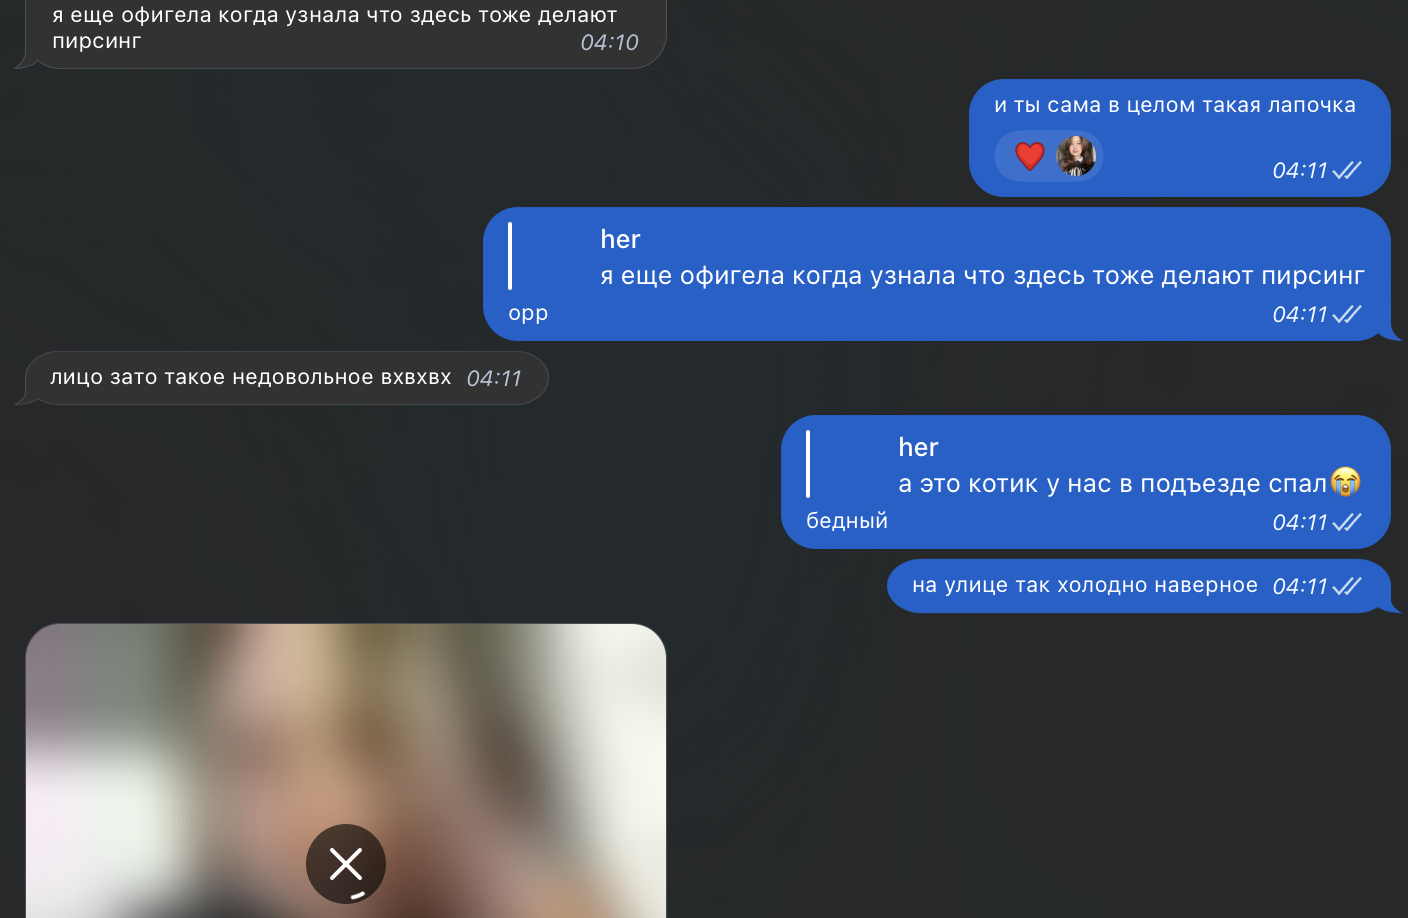 я еще офигела когда узнала что здесь тоже делают
пирсинг 04:10
и ты сама в целом такая лапочка
04:11
her
я еще офигела когда узнала что здесь тоже делают пирсинг
орр 04:11
лицо зато такое недовольное вхвхвх 04:11
her
а это котик у нас в подъезде спал😭
бедный 04:11
на улице так холодно наверное 04:11